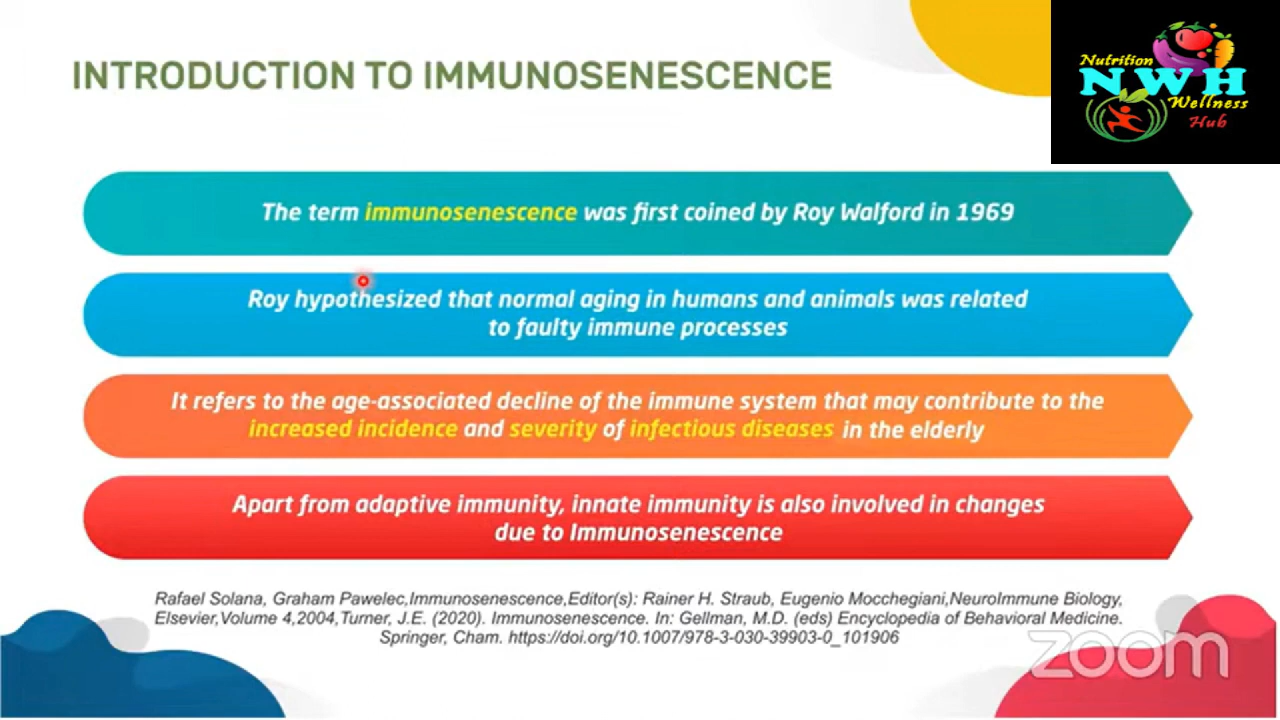 INTRODUCTION TO IMMUNOSENESCENCE
Nutrition
NWH
Wellness
Hub
The term immunosenescence was first coined by Roy Walford in 1969
Roy hypothesized that normal aging in humans and animals was related
to faulty immune processes
It refers to the age-associated decline of the immune system that may contribute to the
increased incidence and severity of infectious diseases in the elderly
Apart from adaptive immunity, innate immunity is also involved in changes
due to Immunosenescence
Rafael Solana, Graham Pawelec,Immunosenescence,Editor(s): Rainer H. Straub, Eugenio Mocchegiani,NeuroImmune Biology,
Elsevier,Volume 4,2004,Turner, J.E. (2020). Immunosenescence. In: Gellman, M.D. (eds) Encyclopedia of Behavioral Medicine.
Springer, Cham. https://doi.org/10.1007/978-3-030-39903-0_101906
zoom